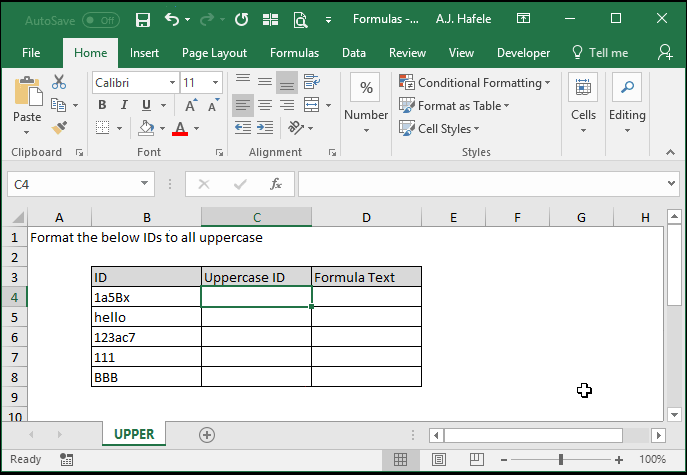 AutoSave Formulas -... A.J. Hafele
File Home Insert Page Layout Formulas Data Review View Developer Tell me
Calibri 11 % Conditional Formatting
B I U A A Format as Table
Paste Number Cells Editing
A Cell Styles
Clipboard Font Alignment Styles
C4 fx
A B C D E F G H
1 Format the below IDs to all uppercase
2
3 ID Uppercase ID Formula Text
4 1a5Bx
5 hello
6 123ac7
7 111
8 BBB
9
10
UPPER
Ready 100%